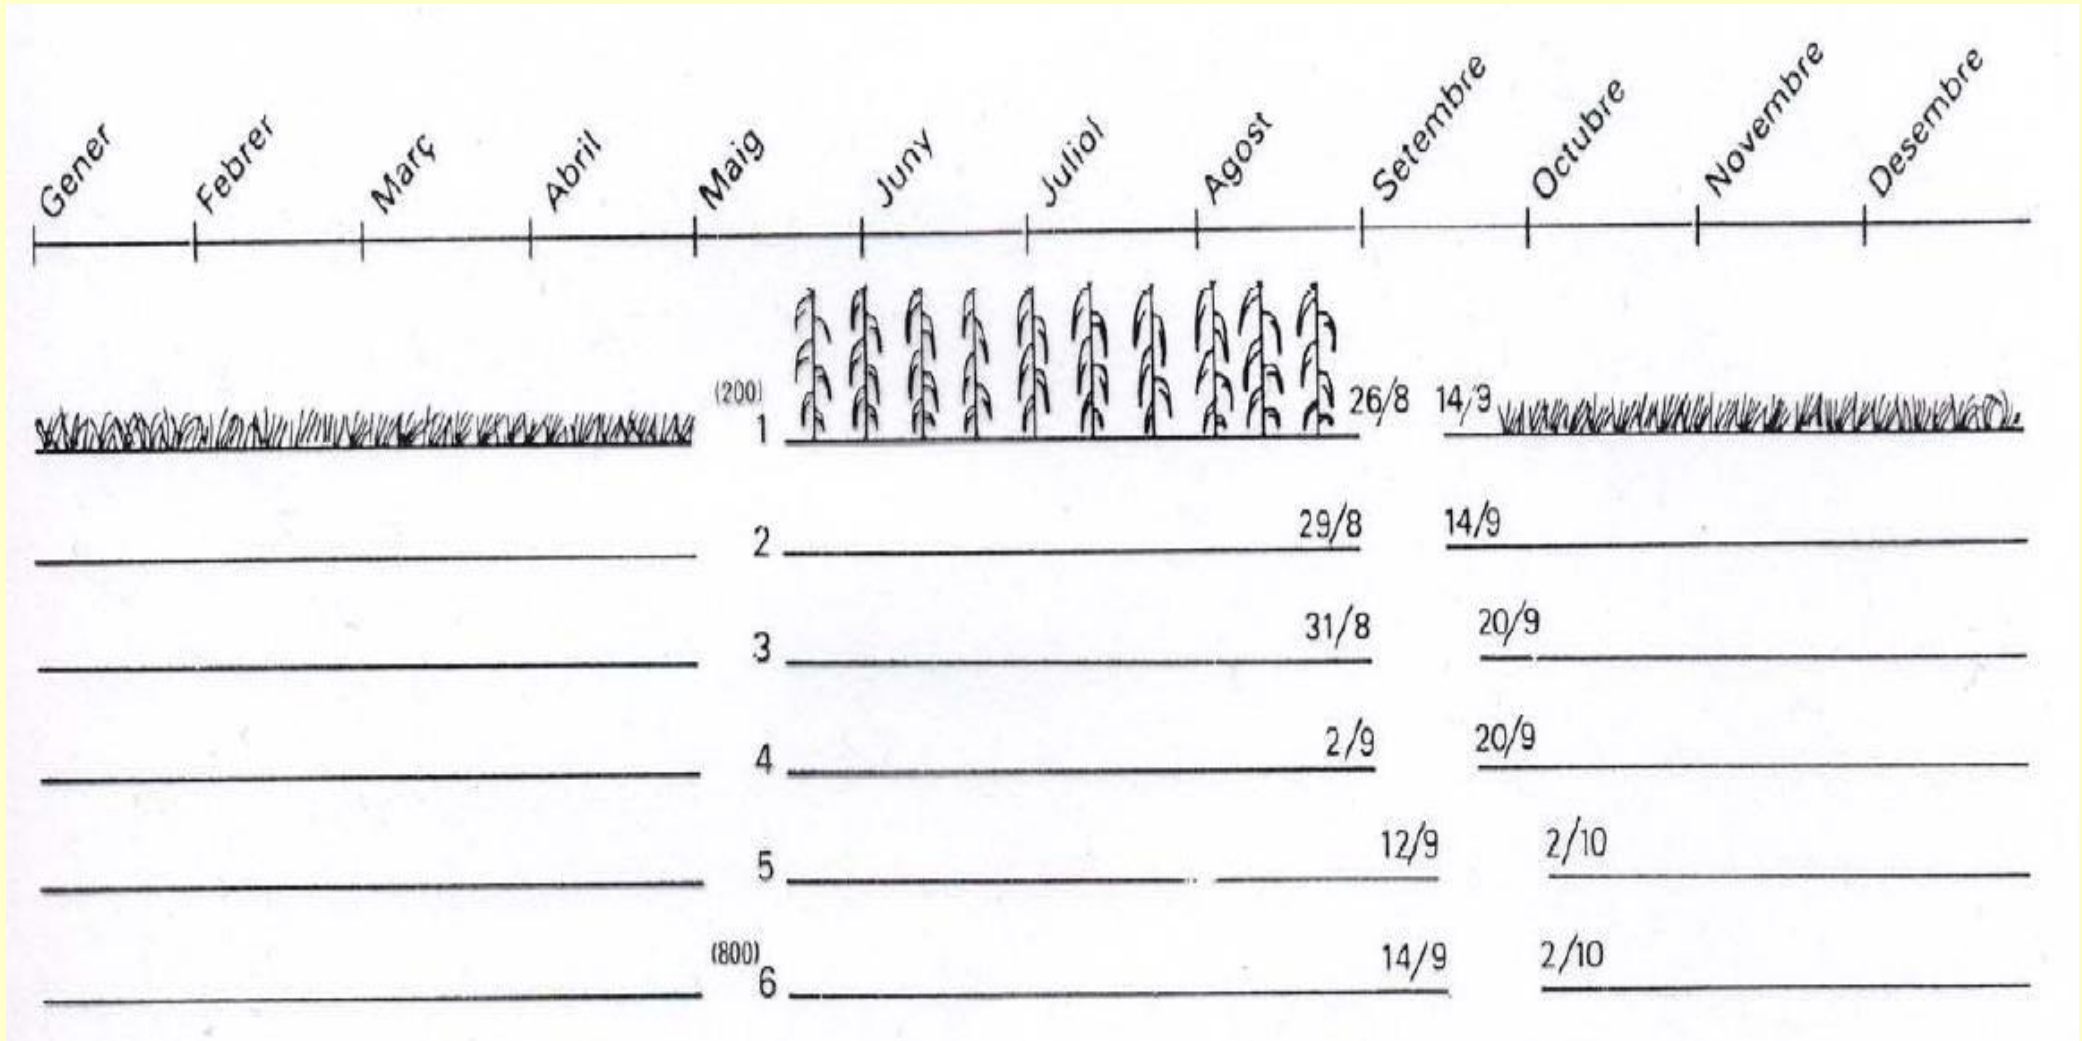 Gener Febrer Març Abril Maig Juny Juliol Agost Setembre Octubre Novembre Desembre
(200)
1 26/8 14/9
2 29/8 14/9
3 31/8 20/9
4 2/9 20/9
5 12/9 2/10
(800)
6 14/9 2/10